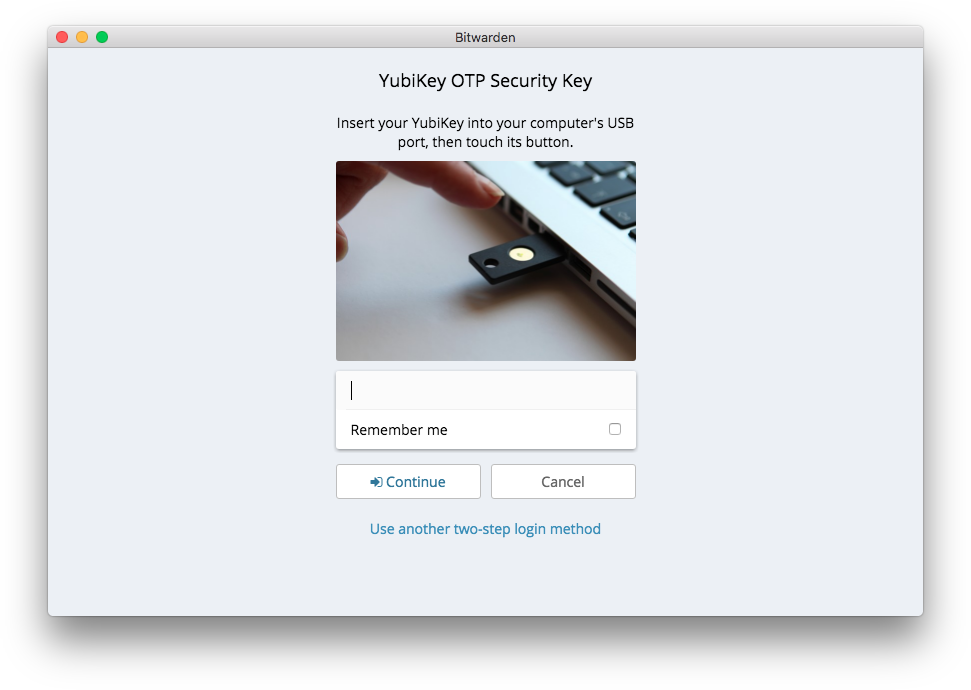 Bitwarden
YubiKey OTP Security Key
Insert your YubiKey into your computer's USB
port, then touch its button.
Remember me
Continue
Cancel
Use another two-step login method